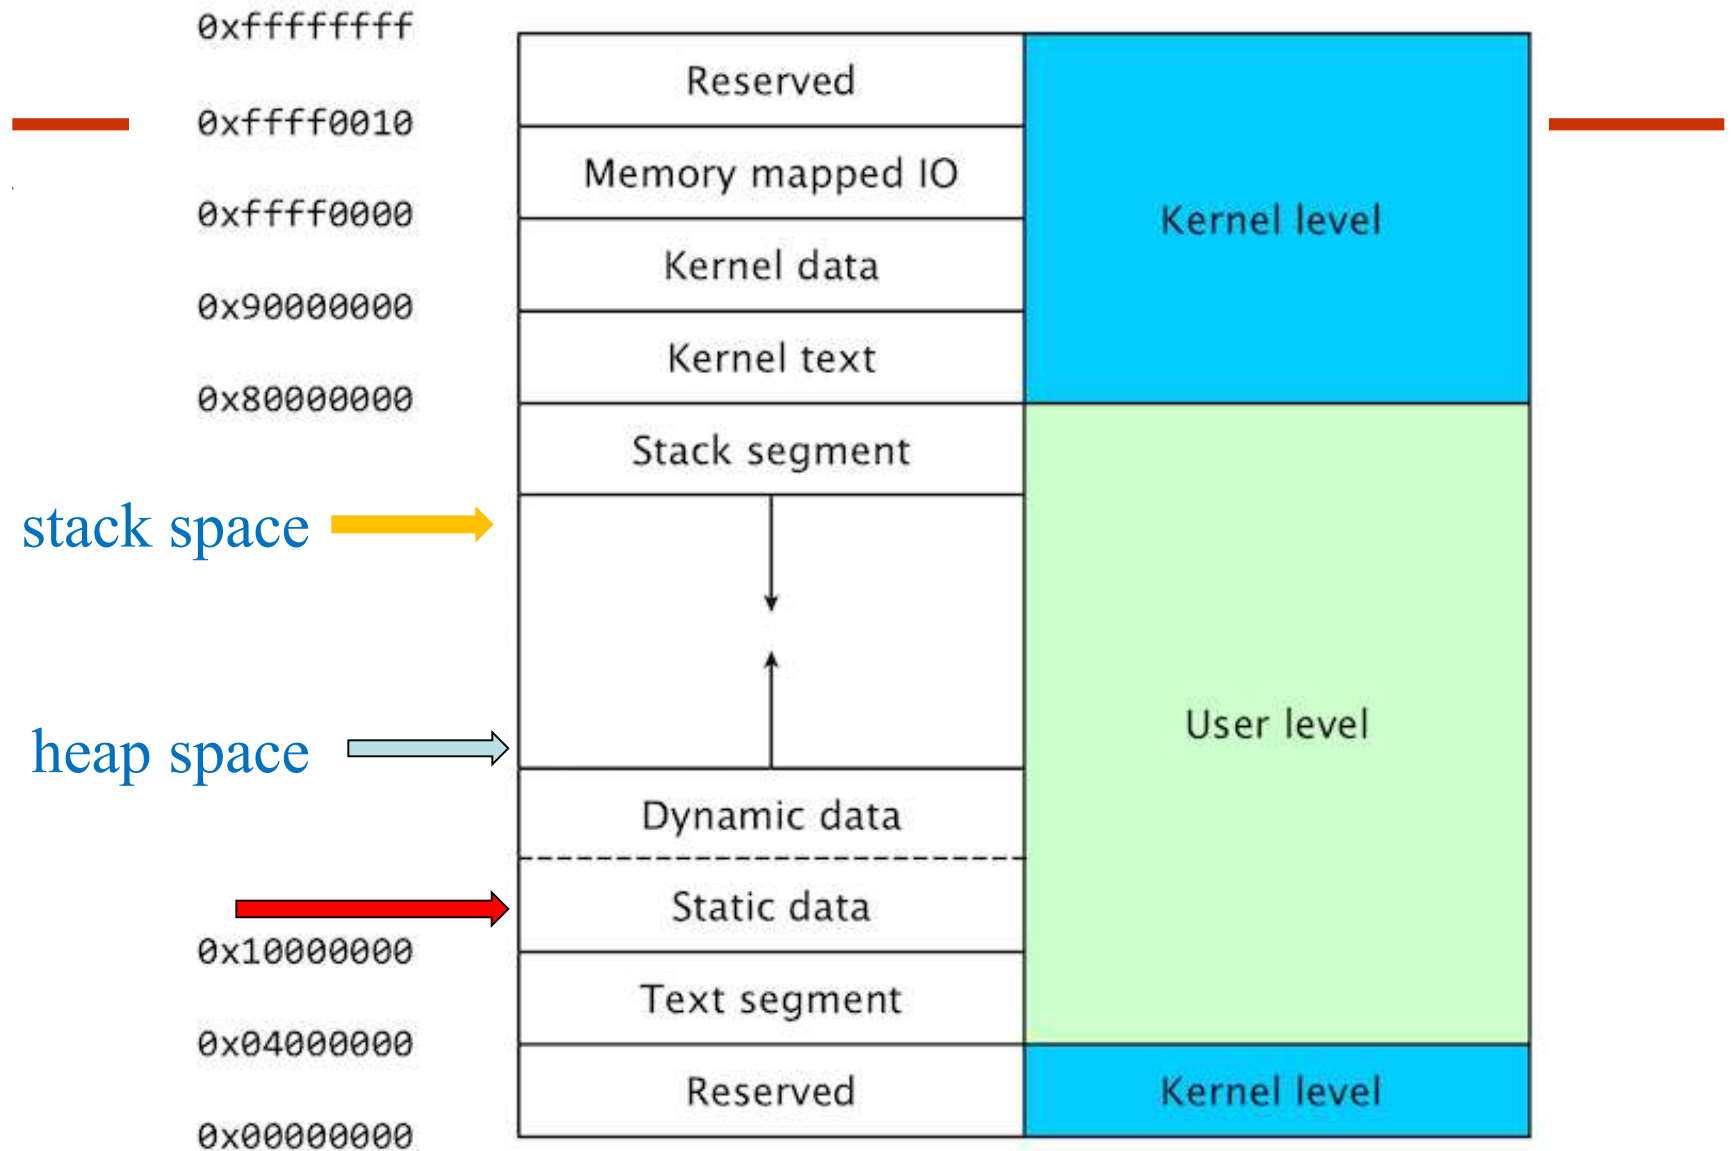 0xffffffff
Reserved
0xffff0010
Memory mapped IO
0xffff0000
Kernel level
Kernel data
0x90000000
Kernel text
0x80000000
Stack segment
stack space
User level
heap space
Dynamic data
Static data
0x10000000
Text segment
0x04000000
Reserved
Kernel level
0x00000000